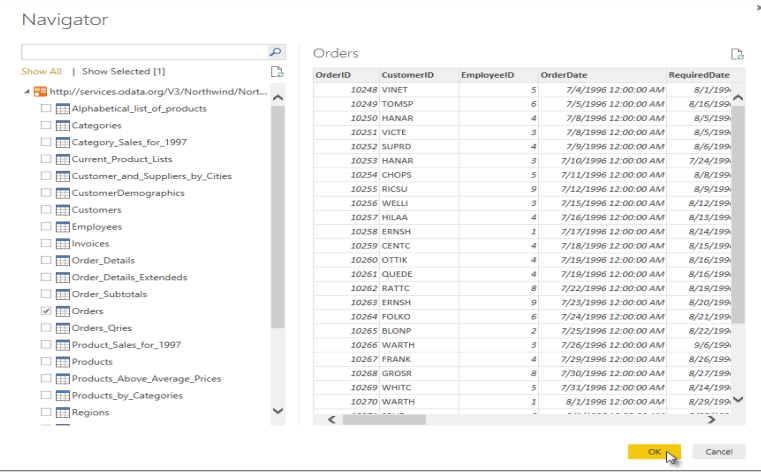 Navigator
Show All | Show Selected [1]
http://services.odata.org/V3/Northwind/Nort...
Alphabetical_list_of_products
Categories
Category_Sales_for_1997
Current_Product_Lists
Customer_and_Suppliers_by_Cities
CustomerDemographics
Customers
Employees
Invoices
Order_Details
Order_Details_Extendeds
Order_Subtotals
Orders
Orders_Qries
Product_Sales_for_1997
Products
Products_Above_Average_Prices
Products_by_Categories
Regions
Orders
OrderID CustomerID EmployeeID OrderDate RequiredDate
10248 VINET 5 7/4/1996 12:00:00 AM 8/1/199
10249 TOMSP 6 7/5/1996 12:00:00 AM 8/16/199
10250 HANAR 4 7/8/1996 12:00:00 AM 8/5/199
10251 VICTE 3 7/8/1996 12:00:00 AM 8/5/199
10252 SUPRD 4 7/9/1996 12:00:00 AM 8/6/199
10253 HANAR 3 7/10/1996 12:00:00 AM 7/24/199
10254 CHOPS 5 7/11/1996 12:00:00 AM 8/8/199
10255 RICSU 9 7/12/1996 12:00:00 AM 8/9/199
10256 WELLI 3 7/15/1996 12:00:00 AM 8/12/199
10257 HILAA 4 7/16/1996 12:00:00 AM 8/13/199
10258 ERNSH 1 7/17/1996 12:00:00 AM 8/14/199
10259 CENTC 4 7/18/1996 12:00:00 AM 8/15/199
10260 OTTIK 4 7/19/1996 12:00:00 AM 8/16/199
10261 QUEDE 4 7/19/1996 12:00:00 AM 8/16/199
10262 RATTC 8 7/22/1996 12:00:00 AM 8/19/199
10263 ERNSH 9 7/23/1996 12:00:00 AM 8/20/199
10264 FOLKO 6 7/24/1996 12:00:00 AM 8/21/199
10265 BLONP 2 7/25/1996 12:00:00 AM 8/22/199
10266 WARTH 3 7/26/1996 12:00:00 AM 9/6/199
10267 FRANK 4 7/29/1996 12:00:00 AM 8/26/199
10268 GROSR 8 7/30/1996 12:00:00 AM 8/27/199
10269 WHITC 5 7/31/1996 12:00:00 AM 8/14/199
10270 WARTH 1 8/1/1996 12:00:00 AM 8/29/199
OK Cancel